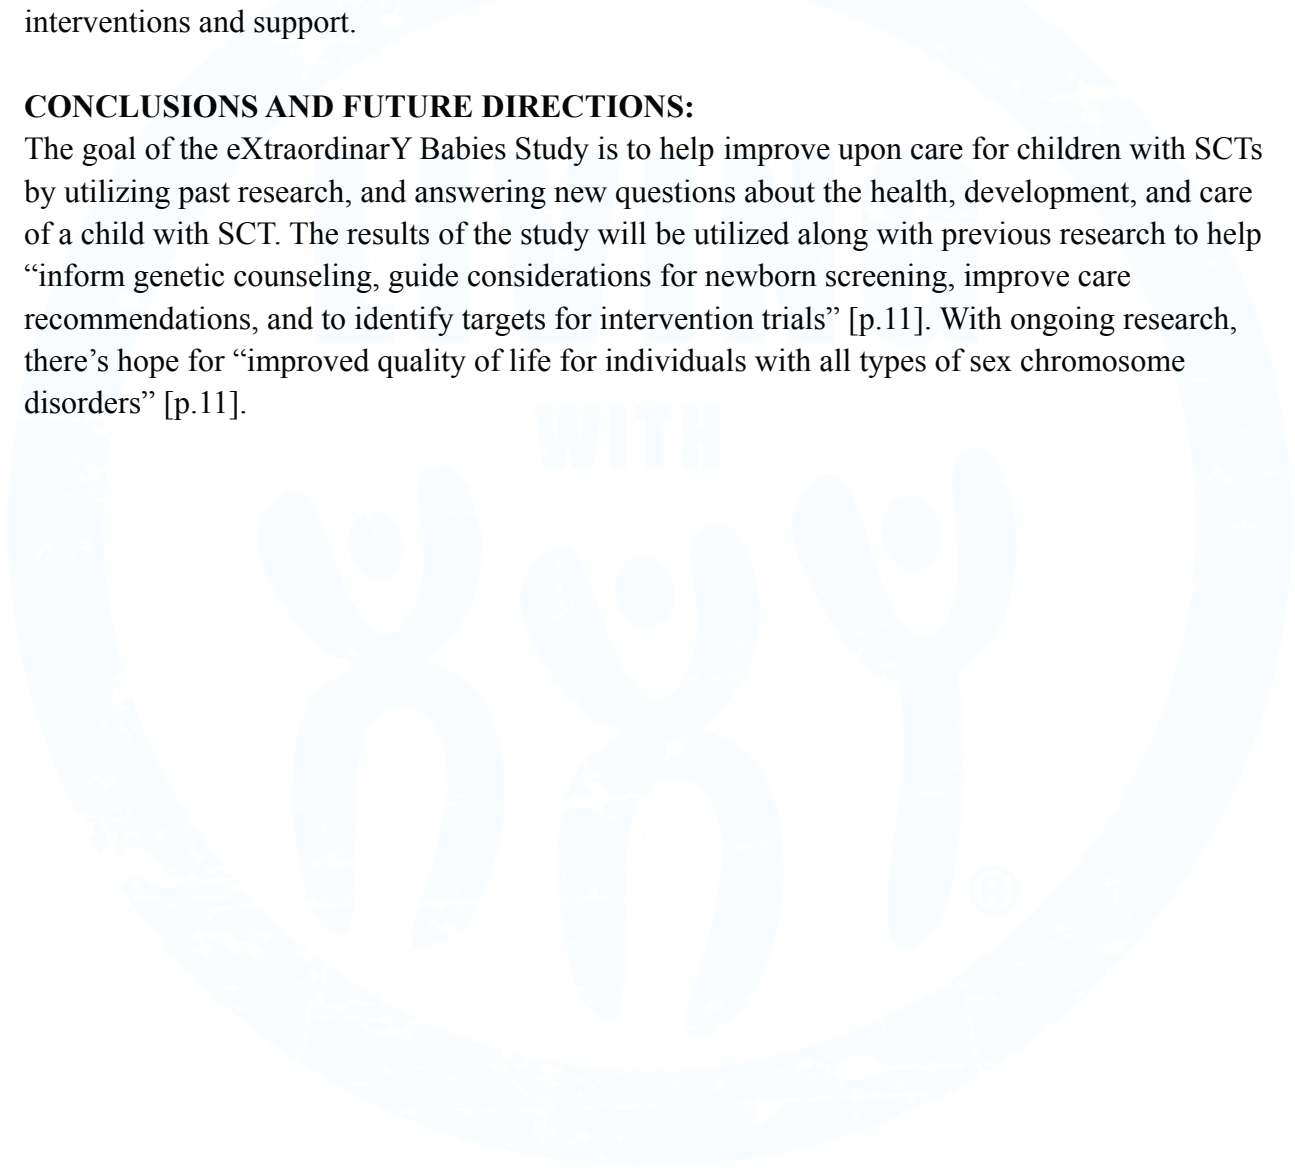 interventions and support.
CONCLUSIONS AND FUTURE DIRECTIONS:
The goal of the eXtraordinarY Babies Study is to help improve upon care for children with SCTs
by utilizing past research, and answering new questions about the health, development, and care
of a child with SCT. The results of the study will be utilized along with previous research to help
“inform genetic counseling, guide considerations for newborn screening, improve care
recommendations, and to identify targets for intervention trials” [p.11]. With ongoing research,
there’s hope for “improved quality of life for individuals with all types of sex chromosome
disorders” [p.11].
LIVING
WITH
XXY
®